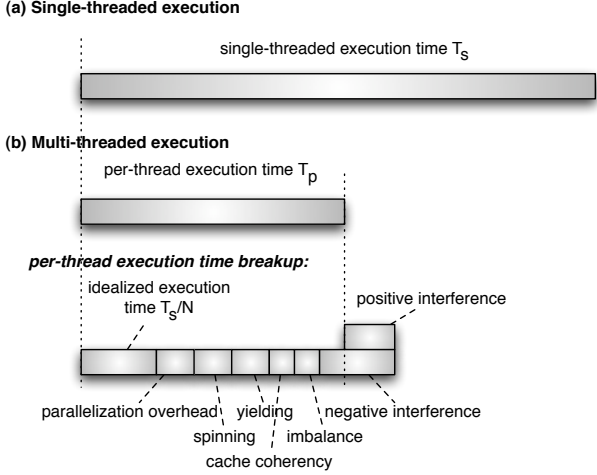 (a) Single-threaded execution
single-threaded execution time Ts
(b) Multi-threaded execution
per-thread execution time Tp
per-thread execution time breakup:
idealized execution
time Ts/N
positive interference
parallelization overhead
yielding
negative interference
spinning
imbalance
cache coherency